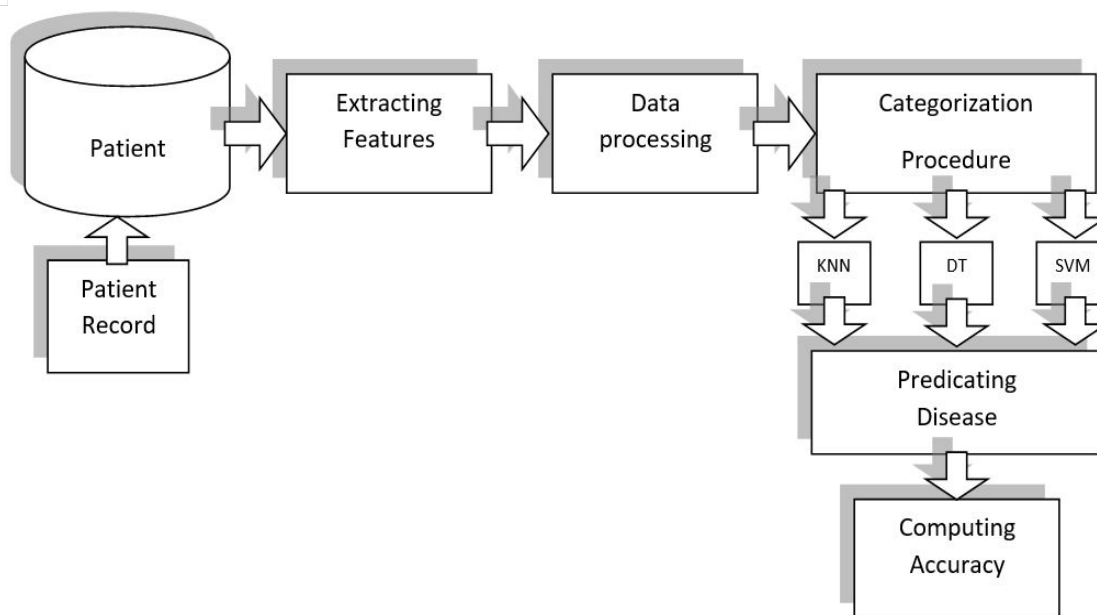 Patient
Extracting
Features
Data
processing
Categorization
Procedure
Patient
Record
KNN
DT
SVM
Predicating
Disease
Computing
Accuracy